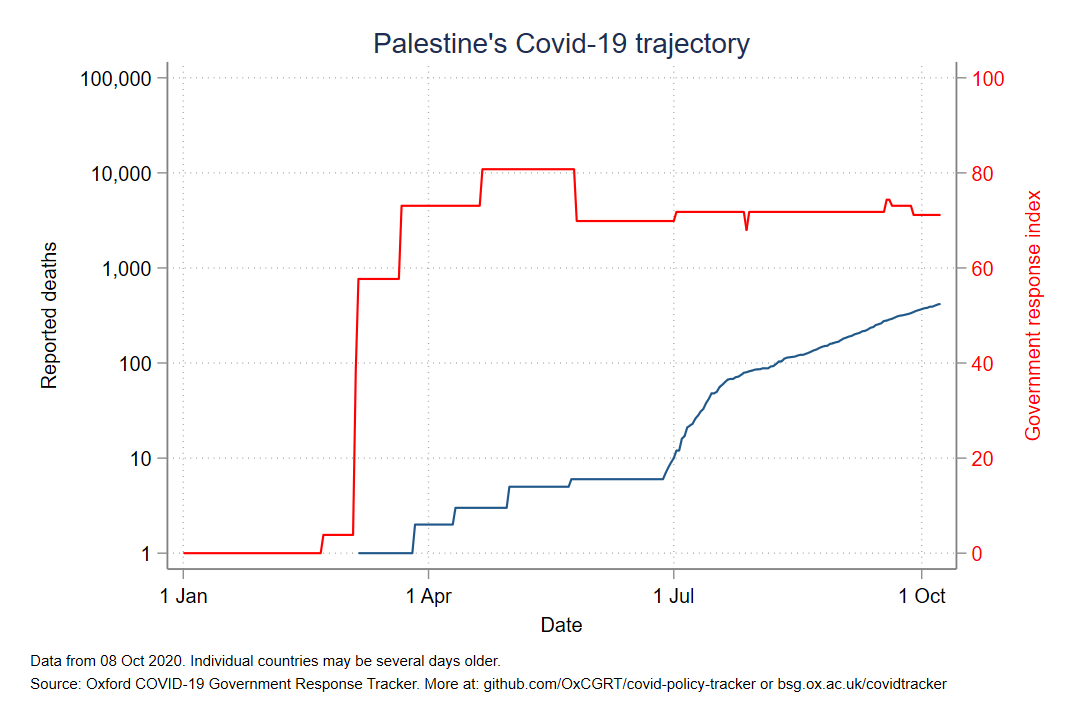 Palestine's Covid-19 trajectory
100,000
10,000
1,000
100
10
1
Reported deaths
100
80
60
40
20
0
Government response index
1 Jan
1 Apr
1 Jul
1 Oct
Date
Data from 08 Oct 2020. Individual countries may be several days older.
Source: Oxford COVID-19 Government Response Tracker. More at: github.com/OxCGRT/covid-policy-tracker or bsg.ox.ac.uk/covidtracker